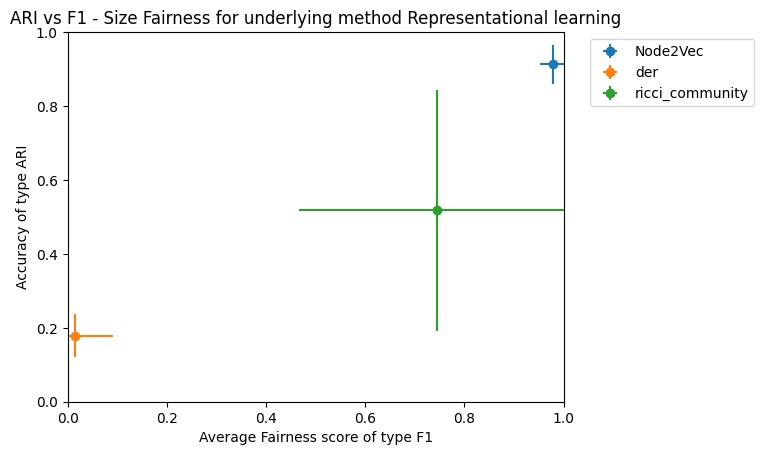 ARI vs F1 - Size Fairness for underlying method Representational learning
1.0
0.8
0.6
0.4
0.2
0.0
Accuracy of type ARI
0.0 0.2 0.4 0.6 0.8 1.0
Average Fairness score of type F1
Node2Vec
der
ricci_community